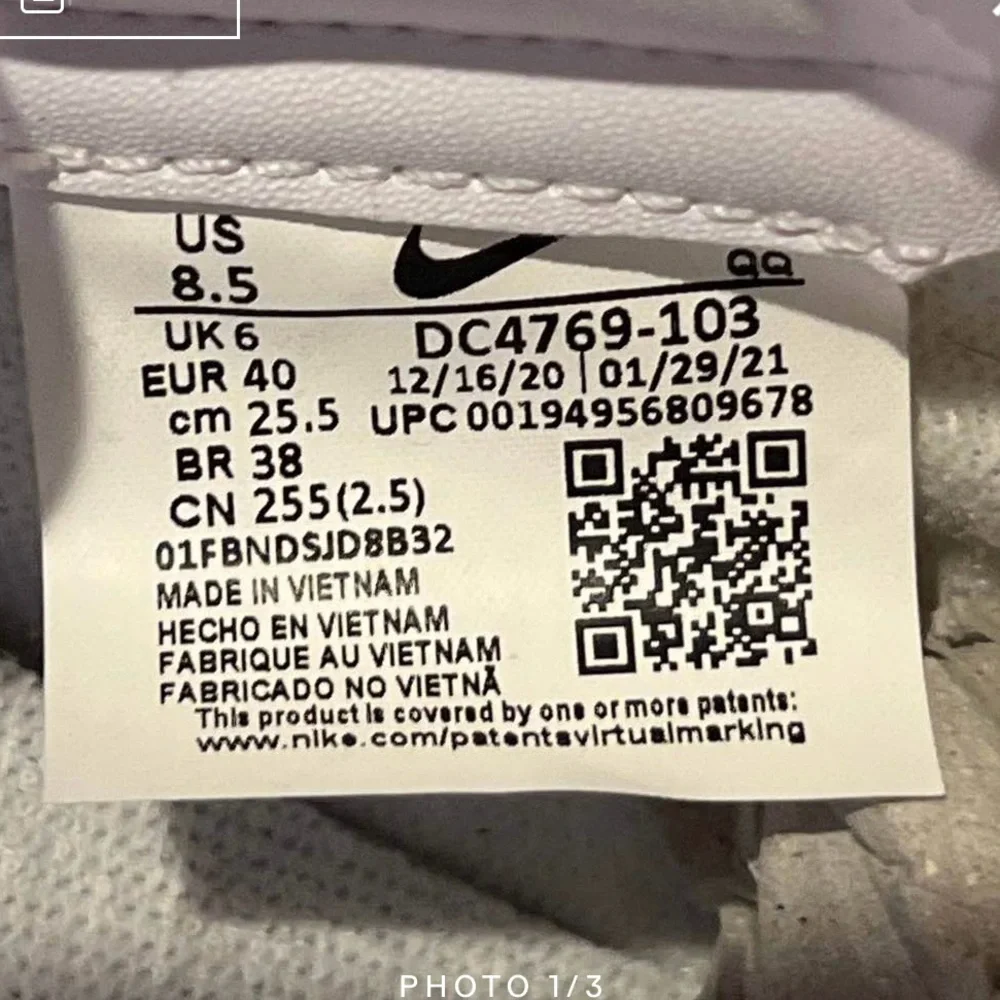 US
8.5
QQ
UK 6
DC4769-103
EUR 40
12/16/20 | 01/29/21
cm 25.5
UPC 00194956809678
BR 38
CN 255(2.5)
01FBNDSJD8B32
MADE IN VIETNAM
HECHO EN VIETNAM
FABRIQUE AU VIETNAM
FABRICADO NO VIETNÃ
This product is covered by one or more patents:
www.nike.com/patentsvirtualmarking
PHOTO 1/3